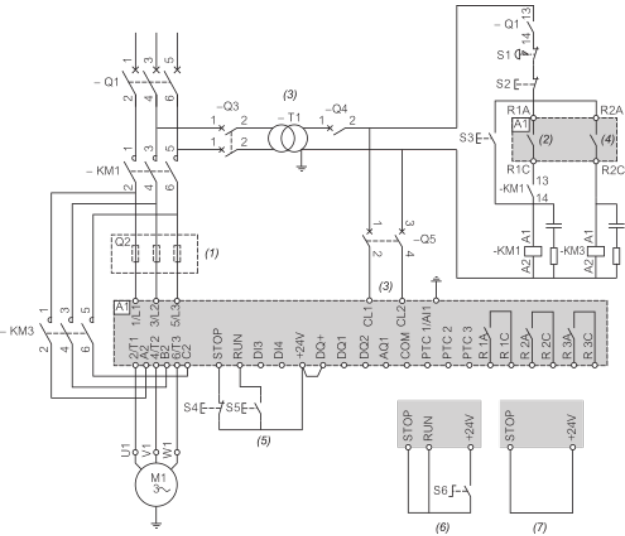 13
– Q1
14
S1
S2
1 3 5
– Q1
2 4 6
(3)
–Q3
1 2
1 2
– T1
–Q4
1 2
R1A R2A
A1
S3
(2) (4)
R1C R2C
1 3 5
– KM1
2 4 6
-KM1
13
14
Q2
(1)
1 3
–Q5
2 4
A1 A1
-KM1 -KM3
A2 A2
(3)
A1
1/L1 3/L2 5/L3 CL1 CL2 PTC 1/AI1
1 3 5
– KM3
2 4 6
2/T1 A2 4/T2 B2 6/T3 C2 STOP RUN DI3 DI4 +24V DQ+ DQ1 DQ2 AQ1 COM PTC 2 PTC 3 R 1A R 1C R 2A R 2C R 3A R 3C
S4 S5
(5)
U1 V1 W1
M1
3
STOP RUN +24V
S6
(6)
STOP +24V
(7)